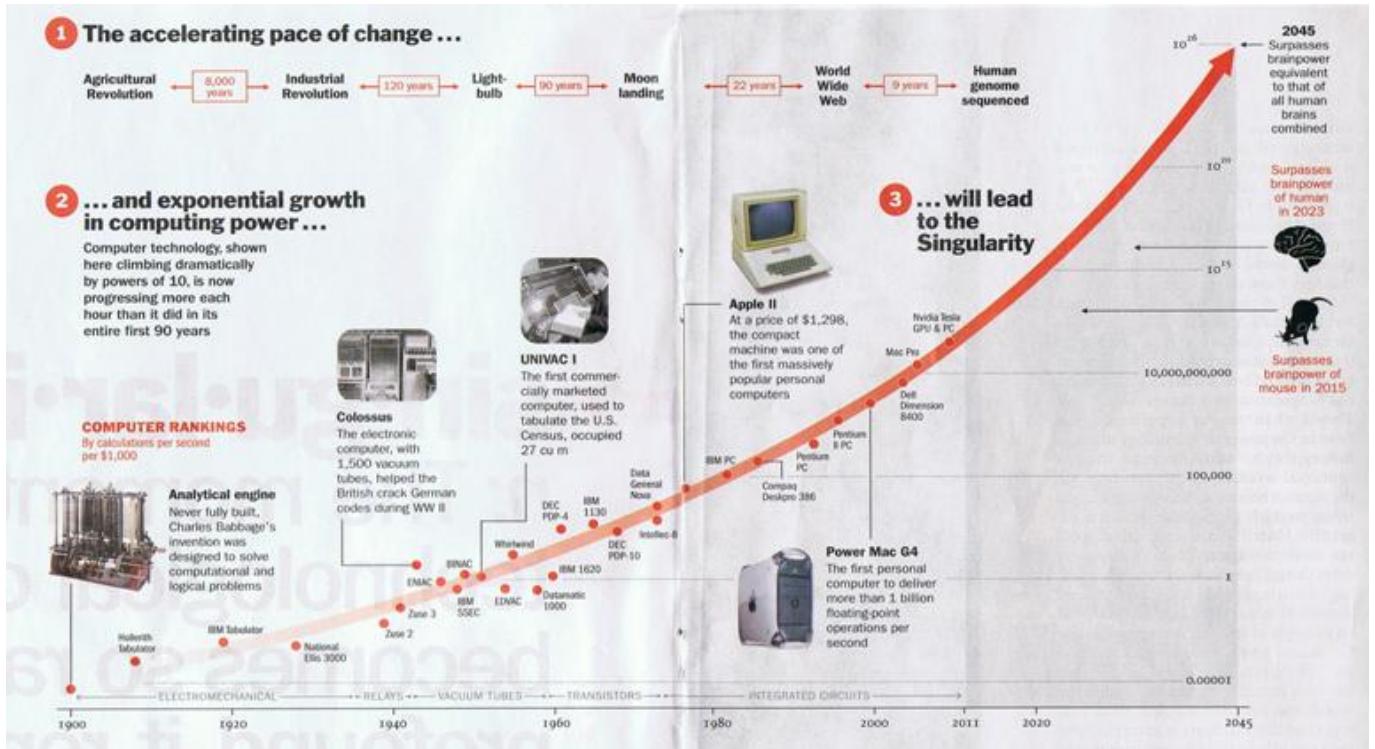 1 The accelerating pace of change ...
Agricultural
Revolution
8,000
years
Industrial
Revolution
120 years
Light-
bulb
90 years
Moon
landing
22 years
World
Wide
Web
9 years
Human
genome
sequenced
2 ... and exponential growth
in computing power ...
Computer technology, shown
here climbing dramatically
by powers of 10, is now
progressing more each
hour than it did in its
entire first 90 years
COMPUTER RANKINGS
By calculations per second
per $1,000
Analytical engine
Never fully built,
Charles Babbage's
invention was
designed to solve
computational and
logical problems
Colossus
The electronic
computer, with
1,500 vacuum
tubes, helped the
British crack German
codes during WW II
UNIVAC I
The first commer-
cially marketed
computer, used to
tabulate the U.S.
Census, occupied
27 cu m
Apple II
At a price of $1,298,
the compact
machine was one of
the first massively
popular personal
computers
Power Mac G4
The first personal
computer to deliver
more than 1 billion
floating-point
operations per
second
3 ... will lead
to the
Singularity
2045
Surpasses
brainpower
equivalent
to that of
all human
brains
combined
Surpasses
brainpower
of human
in 2023
Surpasses
brainpower of
mouse in 2015
Hollerith
Tabulator
IBM Tabulator
National
Ellis 3000
Zuse 2
Zuse 3
ENIAC
BINAC
IBM
SSEC
Whirlwind
EDVAC
Datamatic
1000
IBM 1620
DEC
PDP-4
IBM
1130
DEC
PDP-10
Data
General
Nova
Intellec-8
IBM PC
Compaq
Deskpro 386
Pentium
PC
Pentium
II PC
Dell
Dimension
8400
Mac Pro
Nvidia Tesla
GPU & PC
10²⁰
10¹⁵
10,000,000,000
100,000
1
0.00001
ELECTROMECHANICAL
RELAYS
VACUUM TUBES
TRANSISTORS
INTEGRATED CIRCUITS
1900
1920
1940
1960
1980
2000
2011
2020
2045